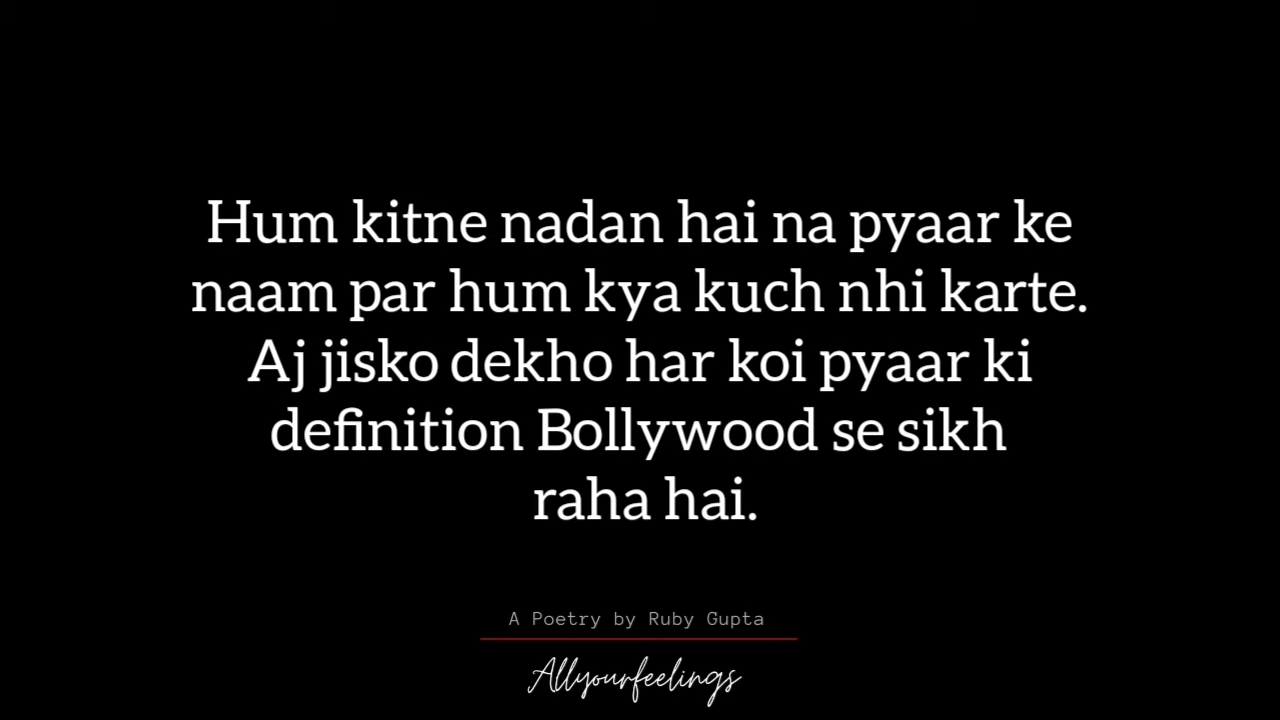 Hum kitne nadan hai na pyaar ke
naam par hum kya kuch nhi karte.
Aj jisko dekho har koi pyaar ki
definition Bollywood se sikh
raha hai.
A Poetry by Ruby Gupta
Allyourfeelings